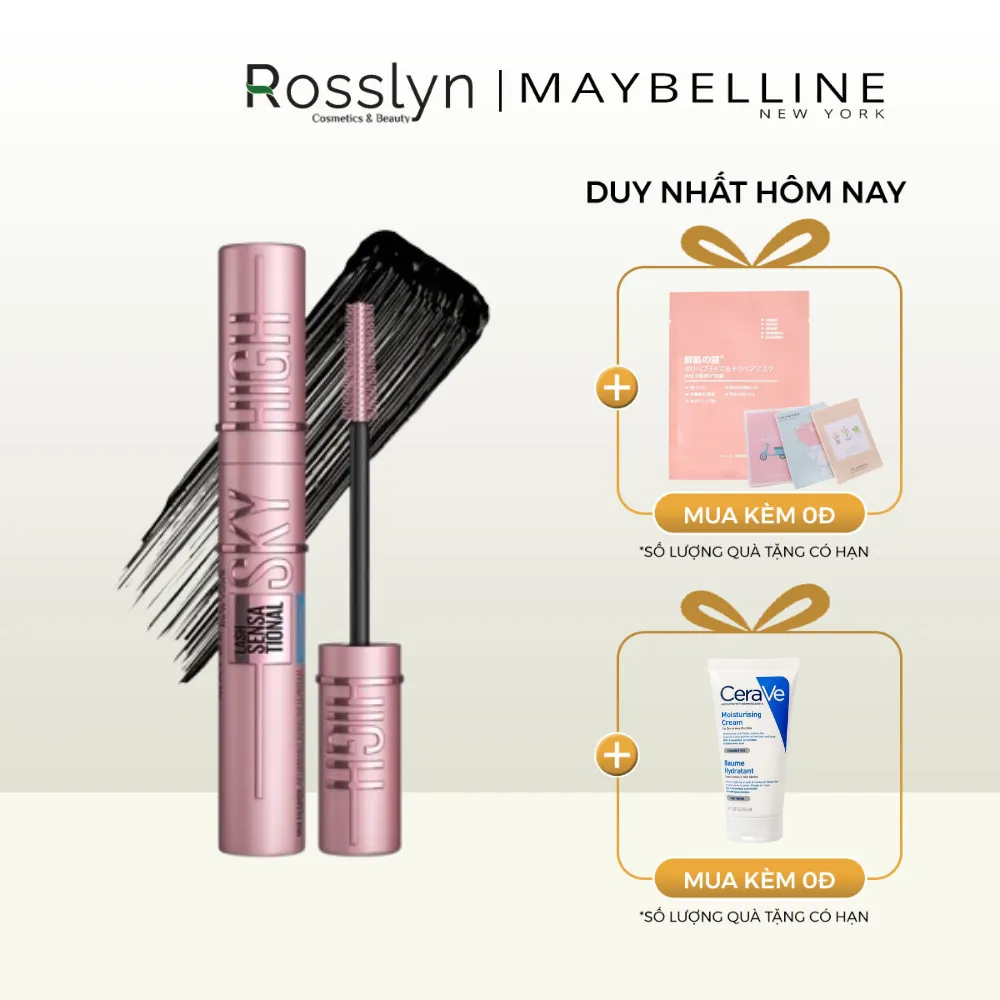 Rosslyn | MAYBELLINE
Cosmetics & Beauty
NEW YORK
DUY NHẤT HÔM NAY
HIGH
SKY
LASH
SENSA
TIONAL
HIGH
MUA KÈM 0Đ
*SỐ LƯỢNG QUÀ TẶNG CÓ HẠN
CeraVe
Moisturising
Cream
Baume
Hydratant
MUA KÈM 0Đ
*SỐ LƯỢNG QUÀ TẶNG CÓ HẠN